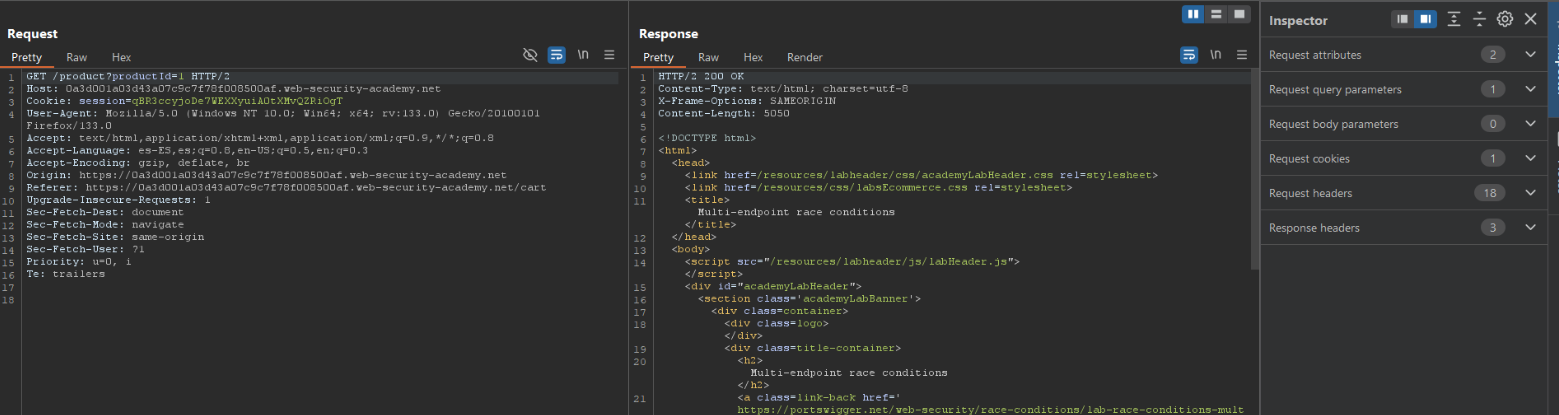 Request
Pretty Raw Hex \n
1 GET /product?productId=1 HTTP/2
2 Host: 0a3d001a03d43a07c9c7f78f008500af.web-security-academy.net
3 Cookie: session=qBR3ccyjoDe7WEXXyuiA0tXMvQZRiOgT
4 User-Agent: Mozilla/5.0 (Windows NT 10.0; Win64; x64; rv:133.0) Gecko/20100101
Firefox/133.0
5 Accept: text/html,application/xhtml+xml,application/xml;q=0.9,*/*;q=0.8
6 Accept-Language: es-ES,es;q=0.8,en-US;q=0.5,en;q=0.3
7 Accept-Encoding: gzip, deflate, br
8 Origin: https://0a3d001a03d43a07c9c7f78f008500af.web-security-academy.net
9 Referer: https://0a3d001a03d43a07c9c7f78f008500af.web-security-academy.net/cart
10 Upgrade-Insecure-Requests: 1
11 Sec-Fetch-Dest: document
12 Sec-Fetch-Mode: navigate
13 Sec-Fetch-Site: same-origin
14 Sec-Fetch-User: ?1
15 Priority: u=0, i
16 Te: trailers
17
18
Response
Pretty Raw Hex Render \n
1 HTTP/2 200 OK
2 Content-Type: text/html; charset=utf-8
3 X-Frame-Options: SAMEORIGIN
4 Content-Length: 5050
5
6 <!DOCTYPE html>
7 <html>
8 <head>
9 <link href=/resources/labheader/css/academyLabHeader.css rel=stylesheet>
10 <link href=/resources/css/labsEcommerce.css rel=stylesheet>
11 <title>
Multi-endpoint race conditions
</title>
12 </head>
13 <body>
14 <script src="/resources/labheader/js/labHeader.js">
</script>
15 <div id="academyLabHeader">
16 <section class='academyLabBanner'>
17 <div class=container>
18 <div class=logo>
</div>
19 <div class=title-container>
20 <h2>
Multi-endpoint race conditions
</h2>
21 <a class=link-back href='
https://portswigger.net/web-security/race-conditions/lab-race-conditions-mult
Inspector
Request attributes 2
Request query parameters 1
Request body parameters 0
Request cookies 1
Request headers 18
Response headers 3